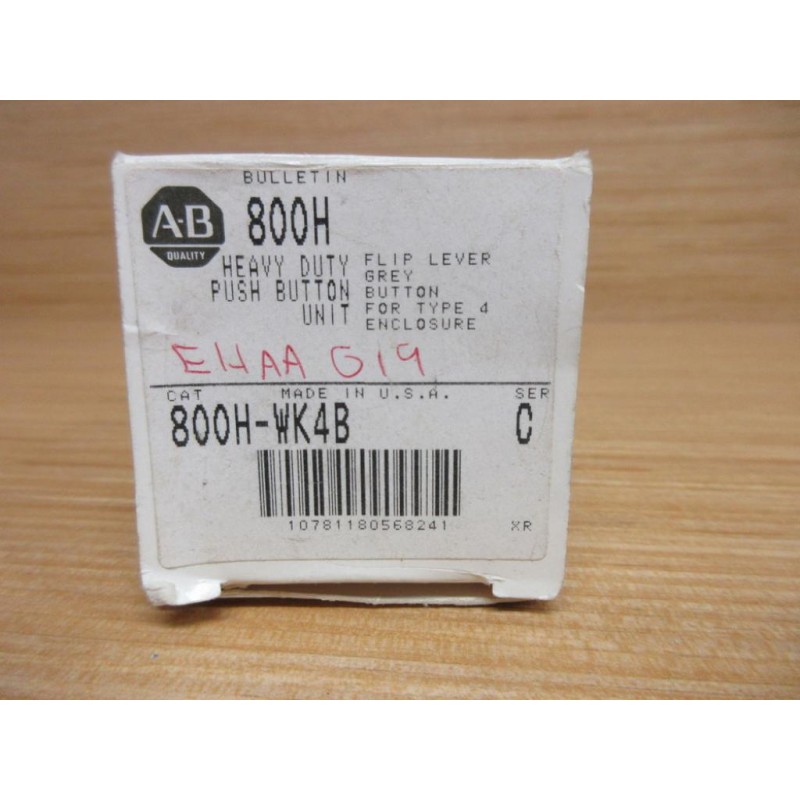 BULLETIN
A-B
QUALITY
800H
HEAVY DUTY
PUSH BUTTON
UNIT
FLIP LEVER
GREY
BUTTON
FOR TYPE 4
ENCLOSURE
EHAA G19
CAT MADE IN U.S.A. SER
800H-WK4B C
10781180568241 XR